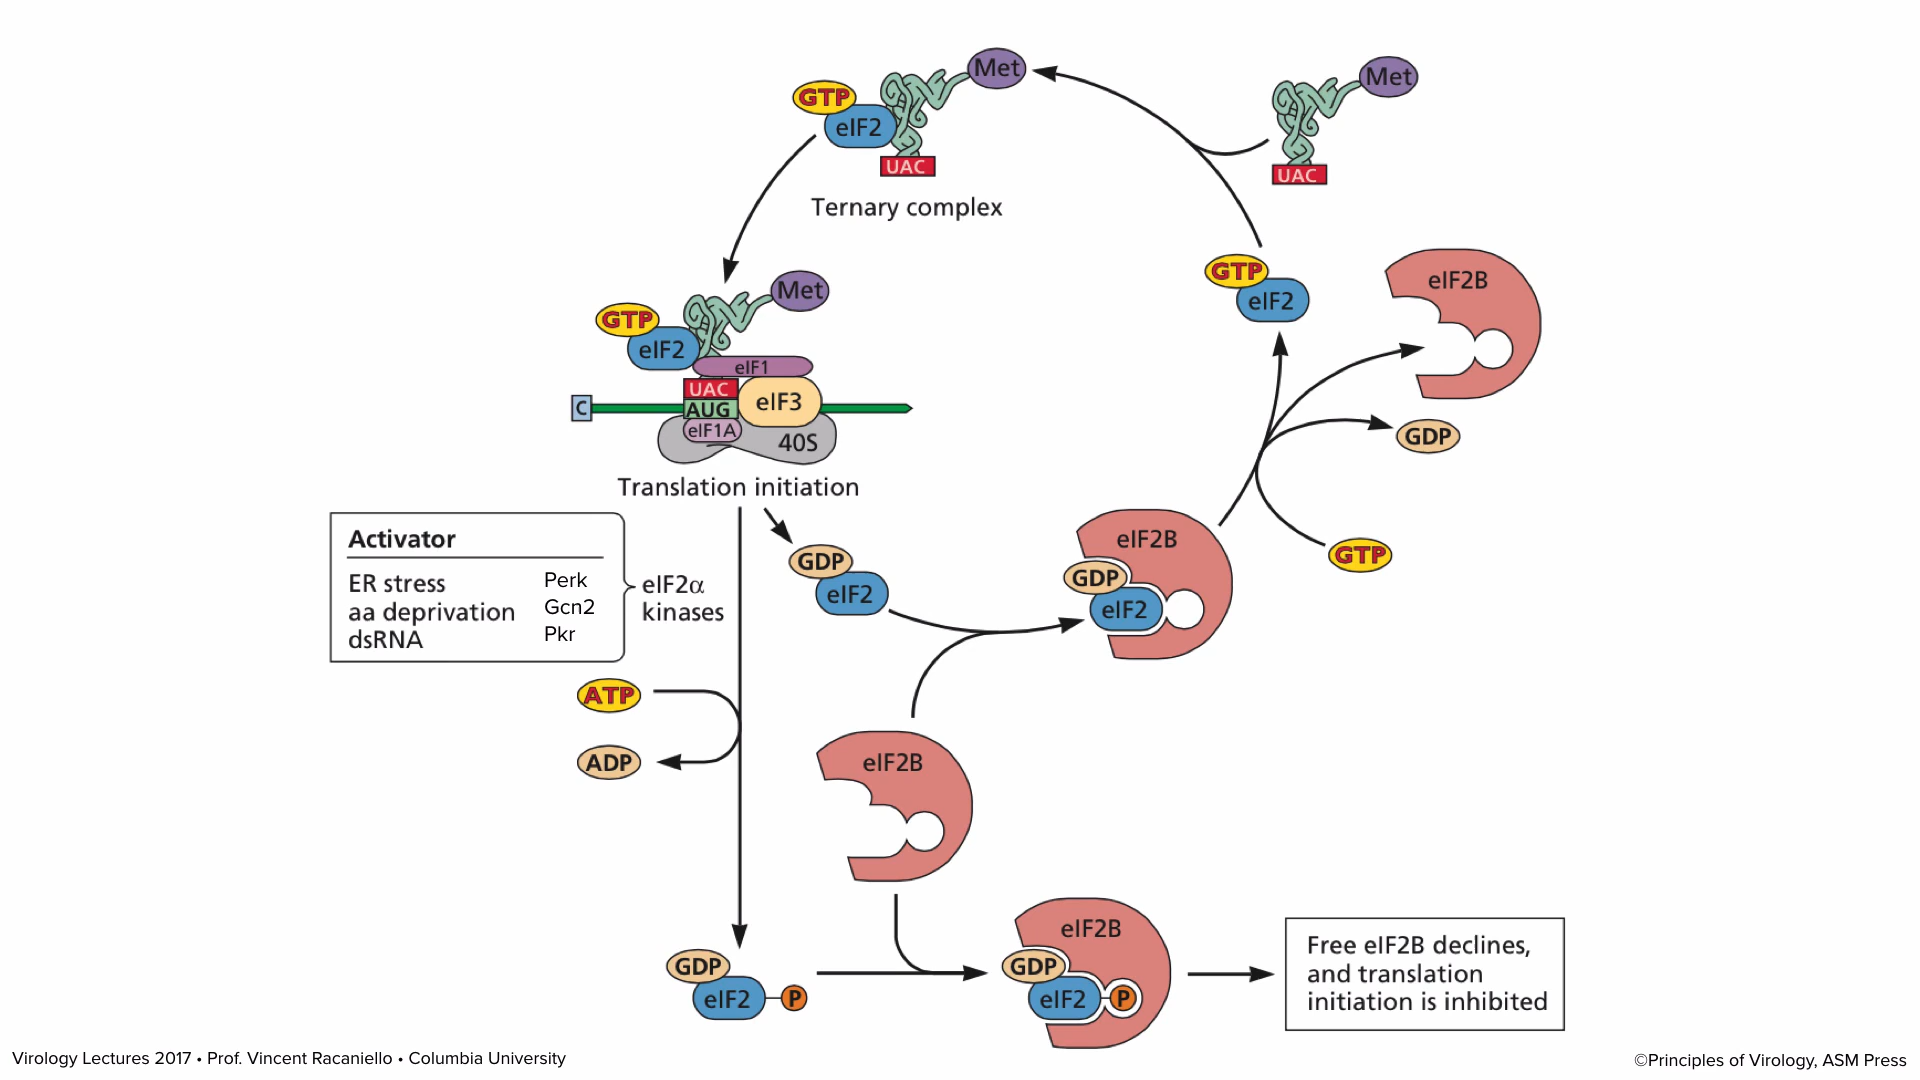 Met
GTP
eIF2
UAC
Ternary complex
Met
UAC
GTP
eIF2
eIF2B
Met
GTP
eIF2
eIF1
UAC
C
AUG
eIF3
eIF1A
40S
Translation initiation
GDP
Activator
ER stress Perk
aa deprivation Gcn2
dsRNA Pkr
eIF2α
kinases
GDP
eIF2
eIF2B
GDP
eIF2
GTP
ATP
ADP
eIF2B
GDP
eIF2
P
eIF2B
GDP
eIF2
P
Free eIF2B declines,
and translation
initiation is inhibited
Virology Lectures 2017 • Prof. Vincent Racaniello • Columbia University
©Principles of Virology, ASM Press